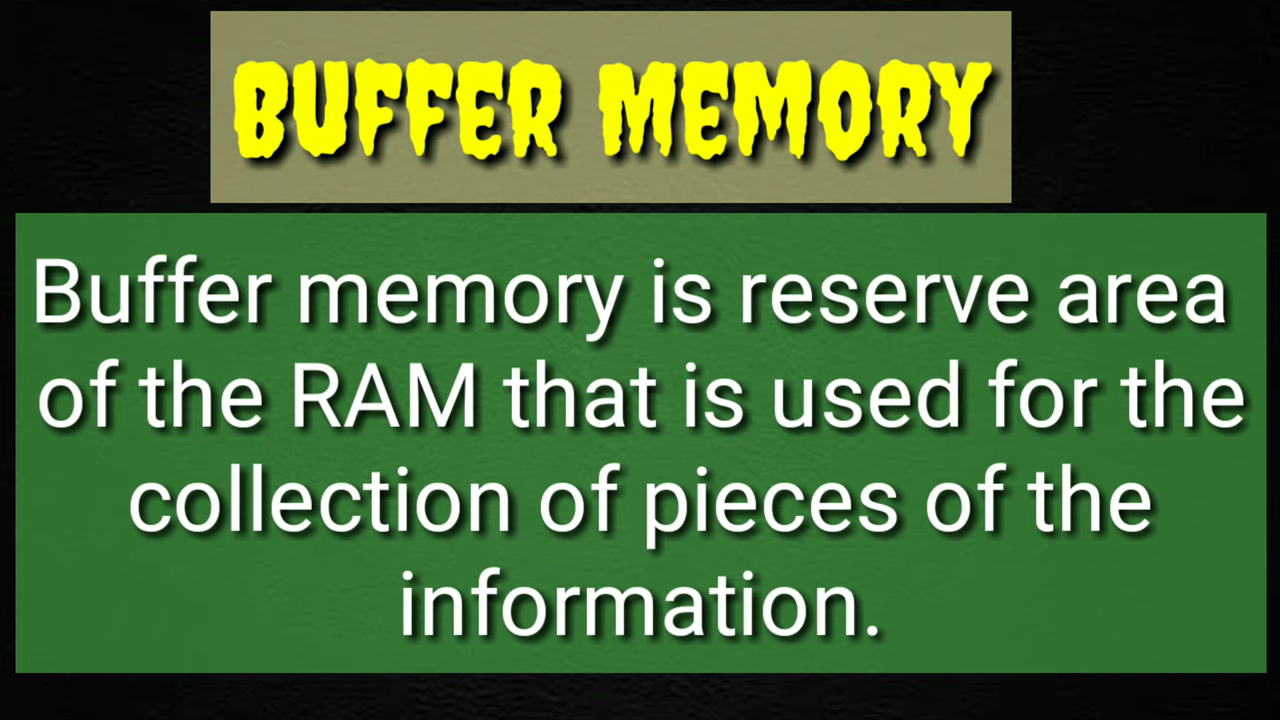 BUFFER MEMORY
Buffer memory is reserve area
of the RAM that is used for the
collection of pieces of the
information.